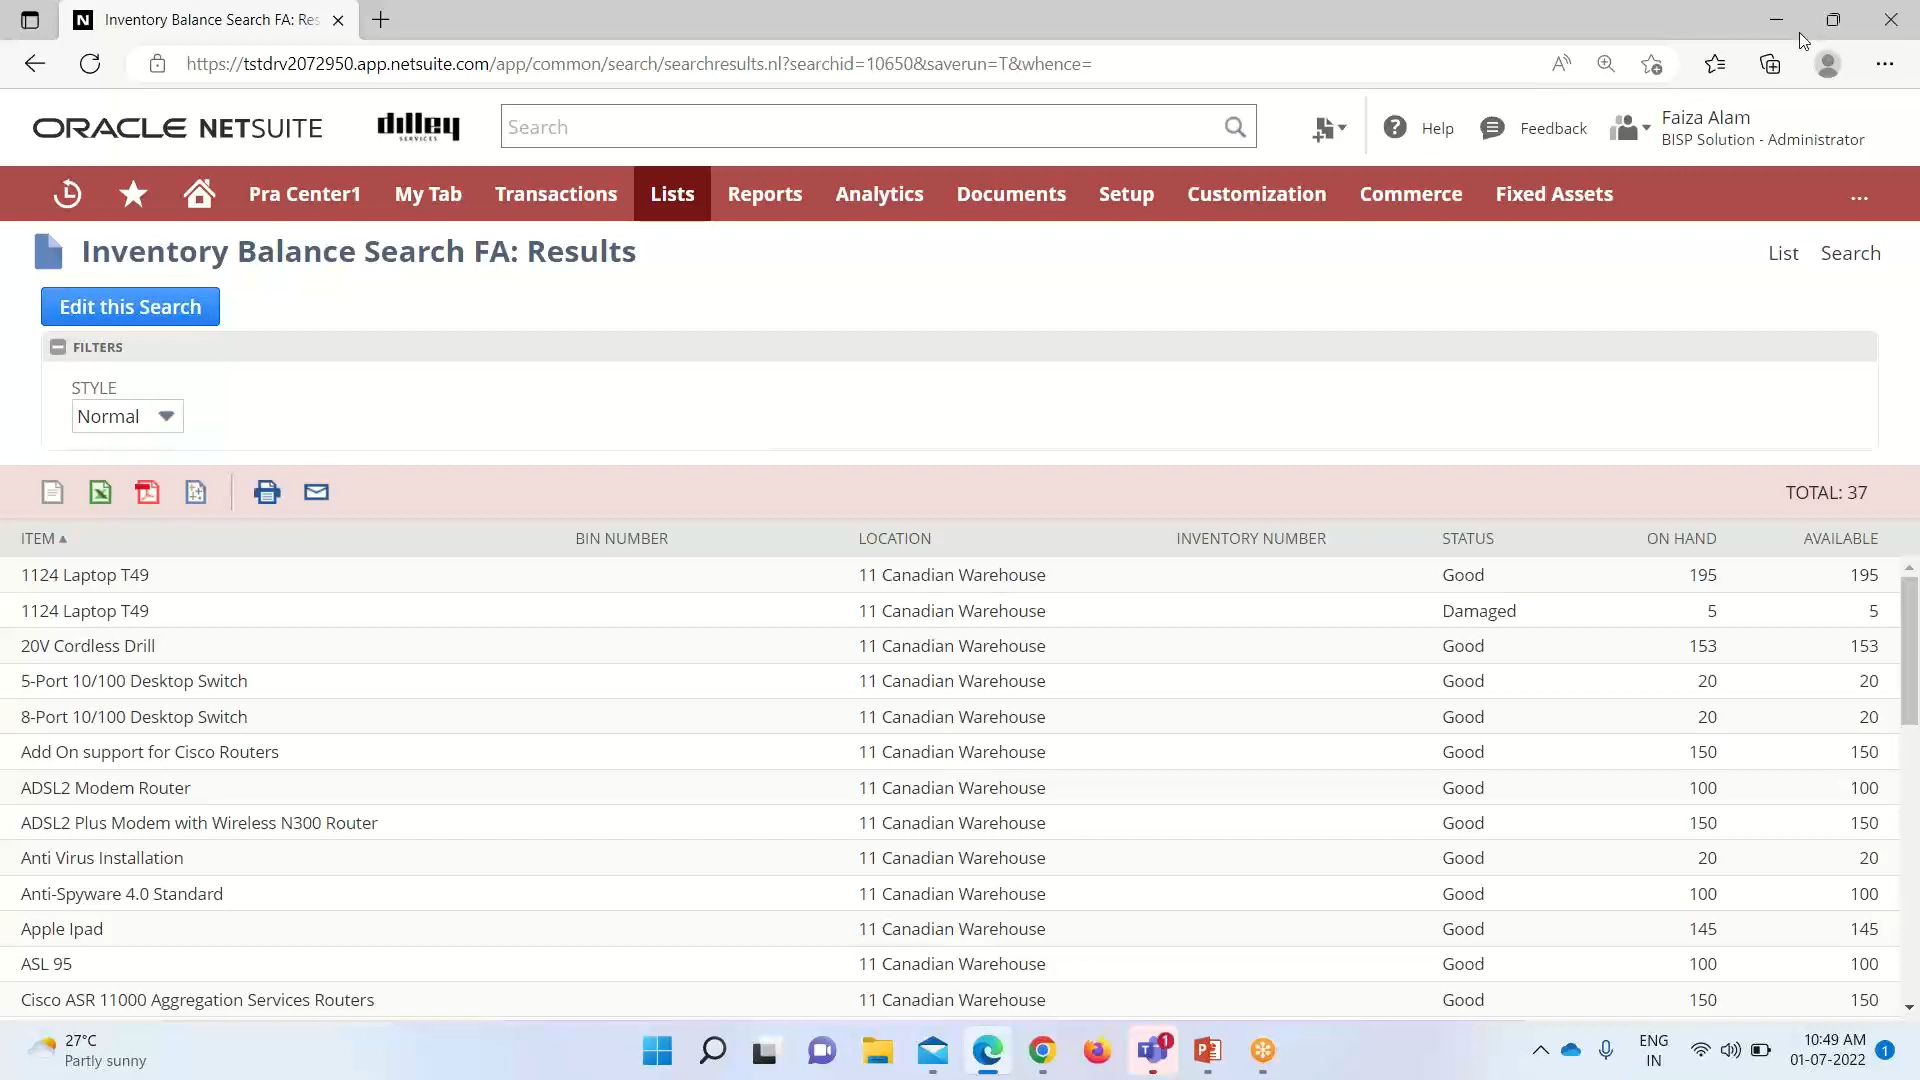 Inventory Balance Search FA: Res
https://tstdrv2072950.app.netsuite.com/app/common/search/searchresults.nl?searchid=10650&saverun=T&whence=
ORACLE NETSUITE
dilley
SERVICES
Search
Help
Feedback
Faiza Alam
BISP Solution - Administrator
Pra Center1 My Tab Transactions Lists Reports Analytics Documents Setup Customization Commerce Fixed Assets ...
Inventory Balance Search FA: Results
List Search
Edit this Search
FILTERS
STYLE
Normal
TOTAL: 37
ITEM BIN NUMBER LOCATION INVENTORY NUMBER STATUS ON HAND AVAILABLE
1124 Laptop T49 11 Canadian Warehouse Good 195 195
1124 Laptop T49 11 Canadian Warehouse Damaged 5 5
20V Cordless Drill 11 Canadian Warehouse Good 153 153
5-Port 10/100 Desktop Switch 11 Canadian Warehouse Good 20 20
8-Port 10/100 Desktop Switch 11 Canadian Warehouse Good 20 20
Add On support for Cisco Routers 11 Canadian Warehouse Good 150 150
ADSL2 Modem Router 11 Canadian Warehouse Good 100 100
ADSL2 Plus Modem with Wireless N300 Router 11 Canadian Warehouse Good 150 150
Anti Virus Installation 11 Canadian Warehouse Good 20 20
Anti-Spyware 4.0 Standard 11 Canadian Warehouse Good 100 100
Apple Ipad 11 Canadian Warehouse Good 145 145
ASL 95 11 Canadian Warehouse Good 100 100
Cisco ASR 11000 Aggregation Services Routers 11 Canadian Warehouse Good 150 150
27°C
Partly sunny
1
ENG
IN
10:49 AM
01-07-2022
1